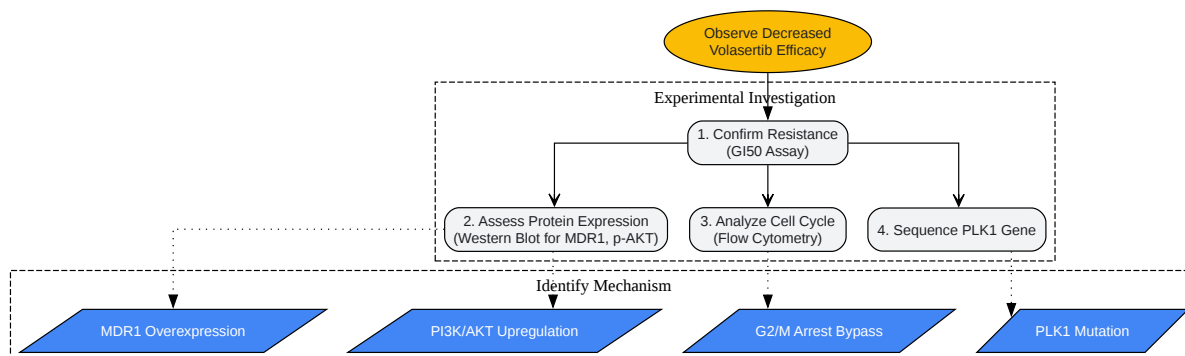 Observe Decreased
Volasertib Efficacy
Experimental Investigation
1. Confirm Resistance
(GI50 Assay)
2. Assess Protein Expression
(Western Blot for MDR1, p-AKT)
3. Analyze Cell Cycle
(Flow Cytometry)
4. Sequence PLK1 Gene
Identify Mechanism
MDR1 Overexpression
PI3K/AKT Upregulation
G2/M Arrest Bypass
PLK1 Mutation